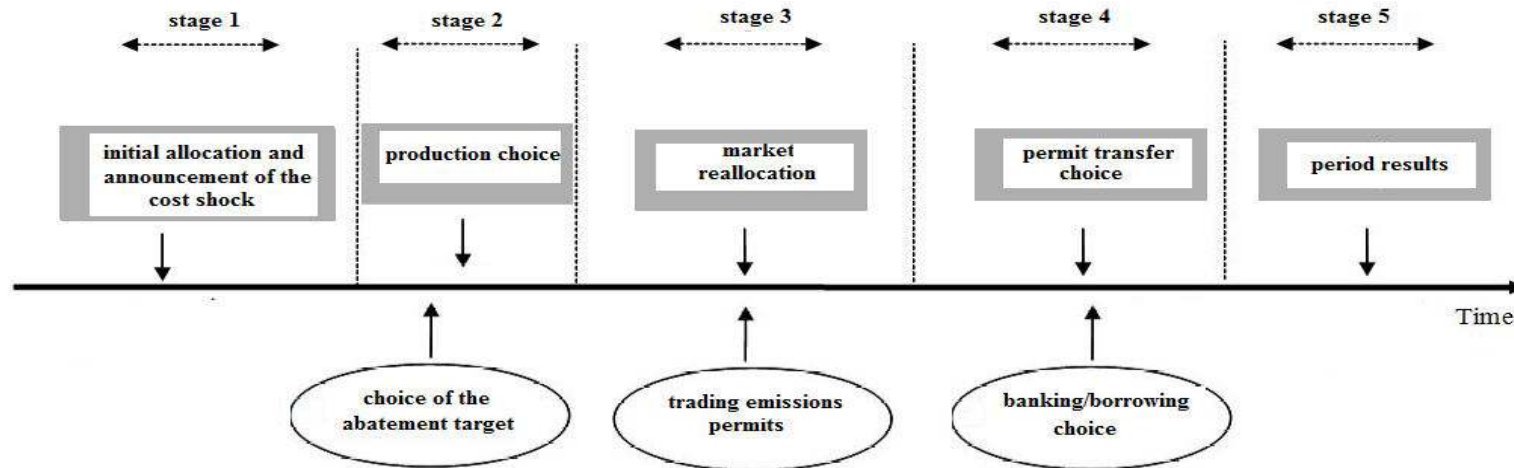 stage 1
stage 2
stage 3
stage 4
stage 5
initial allocation and
announcement of the
cost shock
production choice
market
reallocation
permit transfer
choice
period results
Time
choice of the
abatement target
trading emissions
permits
banking/borrowing
choice